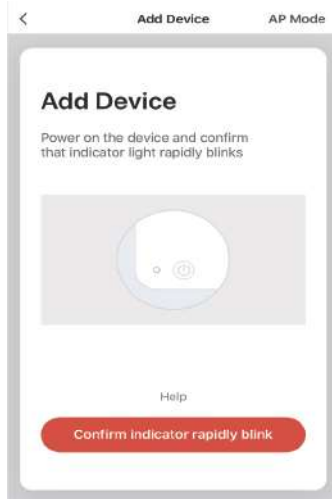 Add Device
AP Mode
Add Device
Power on the device and confirm
that indicator light rapidly blinks
Help
Confirm indicator rapidly blink